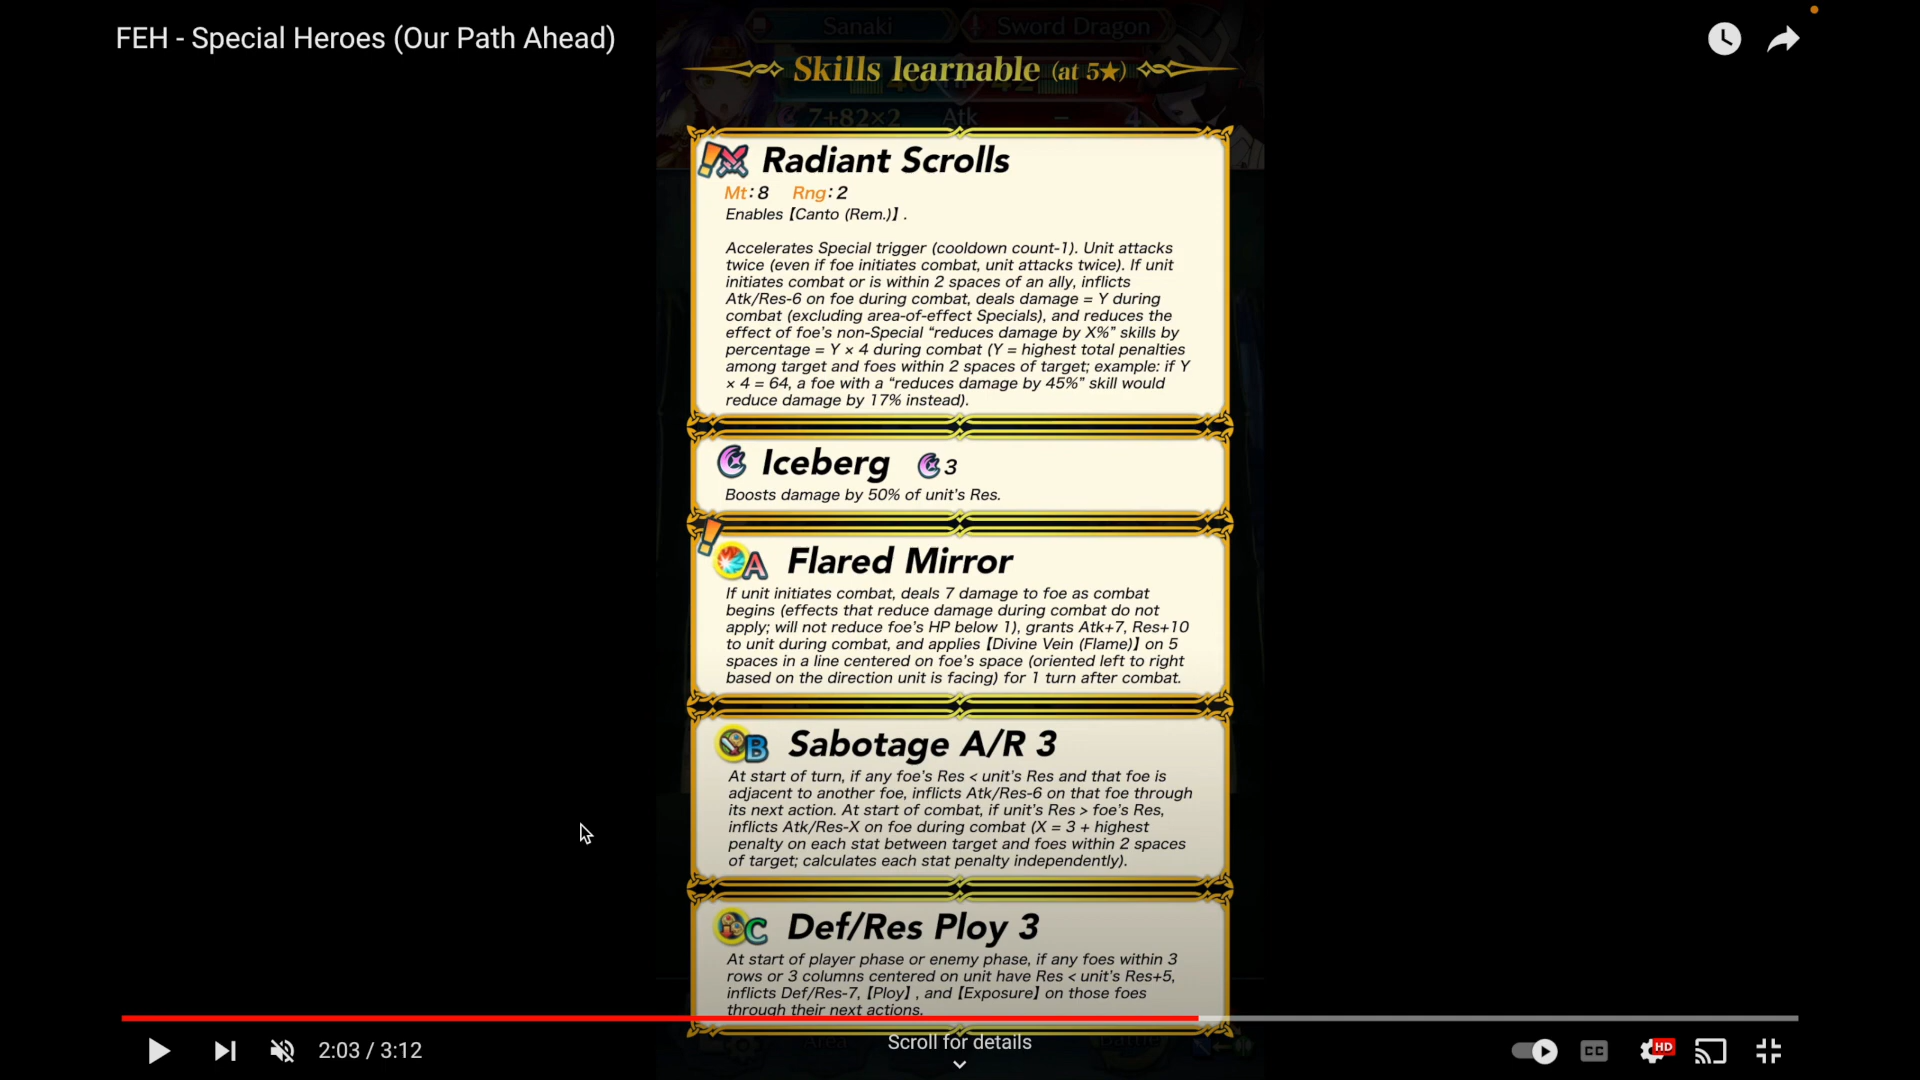 FEH - Special Heroes (Our Path Ahead)
Sanaki
Sword Dragon
Skills learnable (at 5★)
7+82×2 Atk – 4
Radiant Scrolls
Mt:8 Rng:2
Enables【Canto (Rem.)】.
Accelerates Special trigger (cooldown count-1). Unit attacks
twice (even if foe initiates combat, unit attacks twice). If unit
initiates combat or is within 2 spaces of an ally, inflicts
Atk/Res-6 on foe during combat, deals damage = Y during
combat (excluding area-of-effect Specials), and reduces the
effect of foe's non-Special “reduces damage by X%” skills by
percentage = Y × 4 during combat (Y = highest total penalties
among target and foes within 2 spaces of target; example: if Y
× 4 = 64, a foe with a “reduces damage by 45%” skill would
reduce damage by 17% instead).
Iceberg 3
Boosts damage by 50% of unit's Res.
A Flared Mirror
If unit initiates combat, deals 7 damage to foe as combat
begins (effects that reduce damage during combat do not
apply; will not reduce foe's HP below 1), grants Atk+7, Res+10
to unit during combat, and applies【Divine Vein (Flame)】on 5
spaces in a line centered on foe's space (oriented left to right
based on the direction unit is facing) for 1 turn after combat.
B Sabotage A/R 3
At start of turn, if any foe's Res < unit's Res and that foe is
adjacent to another foe, inflicts Atk/Res-6 on that foe through
its next action. At start of combat, if unit's Res > foe's Res,
inflicts Atk/Res-X on foe during combat (X = 3 + highest
penalty on each stat between target and foes within 2 spaces
of target; calculates each stat penalty independently).
C Def/Res Ploy 3
At start of player phase or enemy phase, if any foes within 3
rows or 3 columns centered on unit have Res < unit's Res+5,
inflicts Def/Res-7,【Ploy】, and【Exposure】on those foes
through their next actions.
Scroll for details
2:03 / 3:12
CC
HD